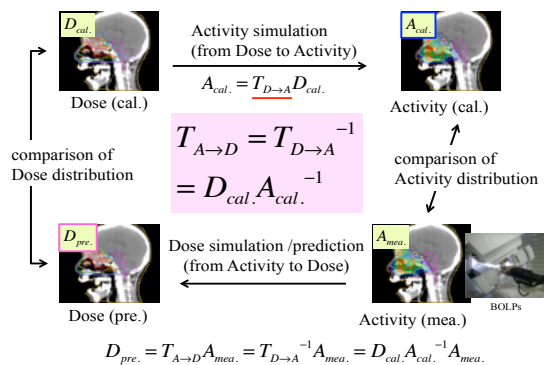 D_cal.
Activity simulation
(from Dose to Activity)
A_cal. = T_D→A D_cal.
A_cal.
Dose (cal.)
Activity (cal.)
T_A→D = T_D→A^-1
= D_cal. A_cal.^-1
comparison of
Dose distribution
comparison of
Activity distribution
D_pre.
Dose simulation /prediction
(from Activity to Dose)
A_mea.
Dose (pre.)
Activity (mea.)
BOLPs
D_pre. = T_A→D A_mea. = T_D→A^-1 A_mea. = D_cal. A_cal.^-1 A_mea.